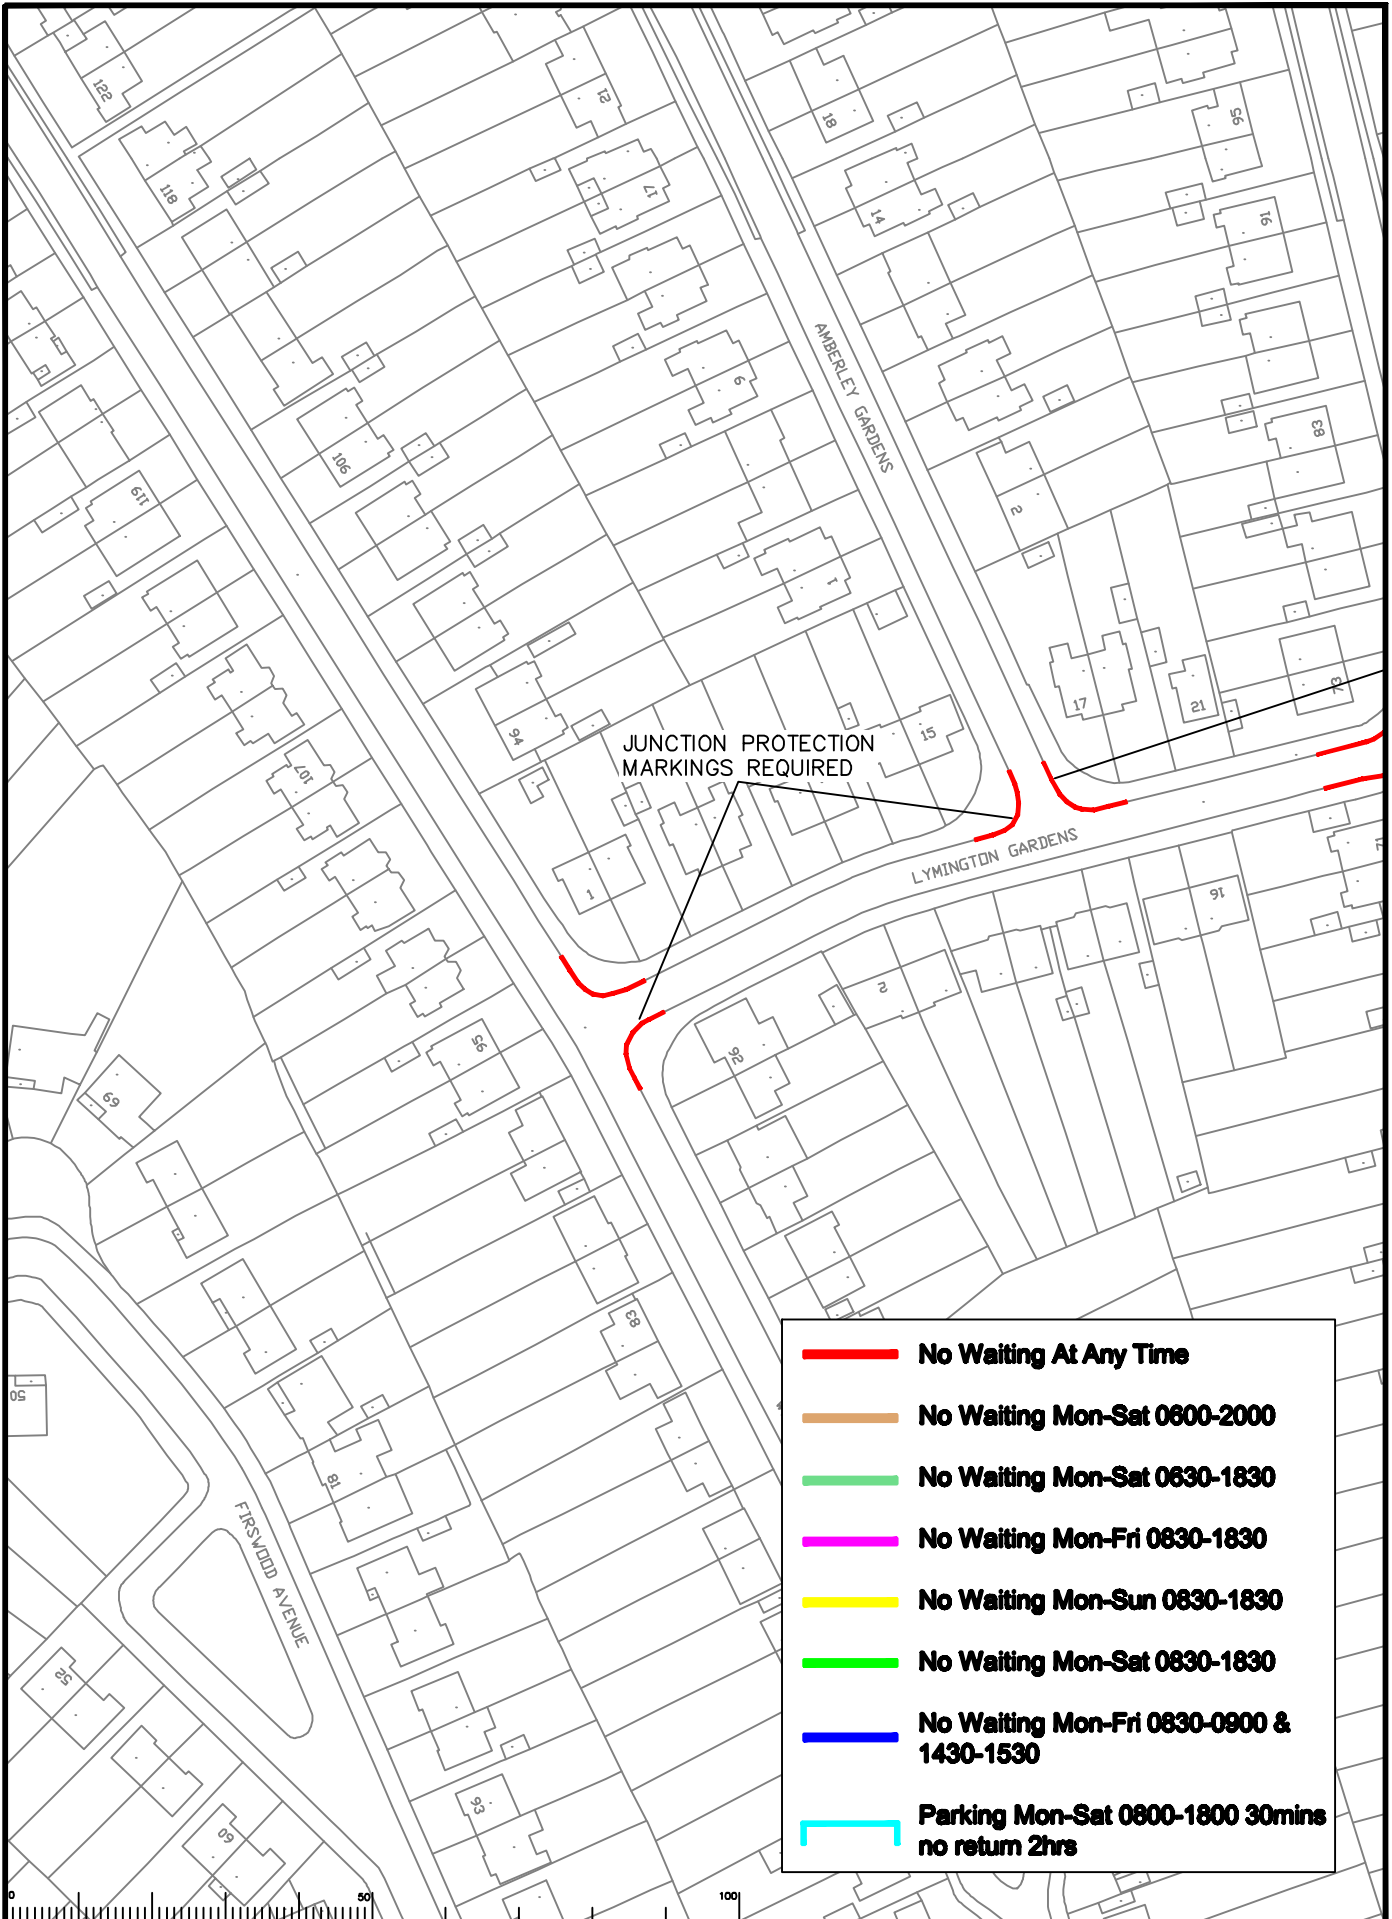 122
118
21
17
18
14
95
91
AMBERLEY GARDENS
9
106
119
83
2
1
94
107
17
21
73
15
JUNCTION PROTECTION
MARKINGS REQUIRED
LYMINGTON GARDENS
1
16
2
92
95
69
83
50
81
FIRSWOOD AVENUE
52
93
60
No Waiting At Any Time
No Waiting Mon-Sat 0600-2000
No Waiting Mon-Sat 0630-1830
No Waiting Mon-Fri 0830-1830
No Waiting Mon-Sun 0830-1830
No Waiting Mon-Sat 0830-1830
No Waiting Mon-Fri 0830-0900 &
1430-1530
Parking Mon-Sat 0800-1800 30mins
no return 2hrs
0
50
100